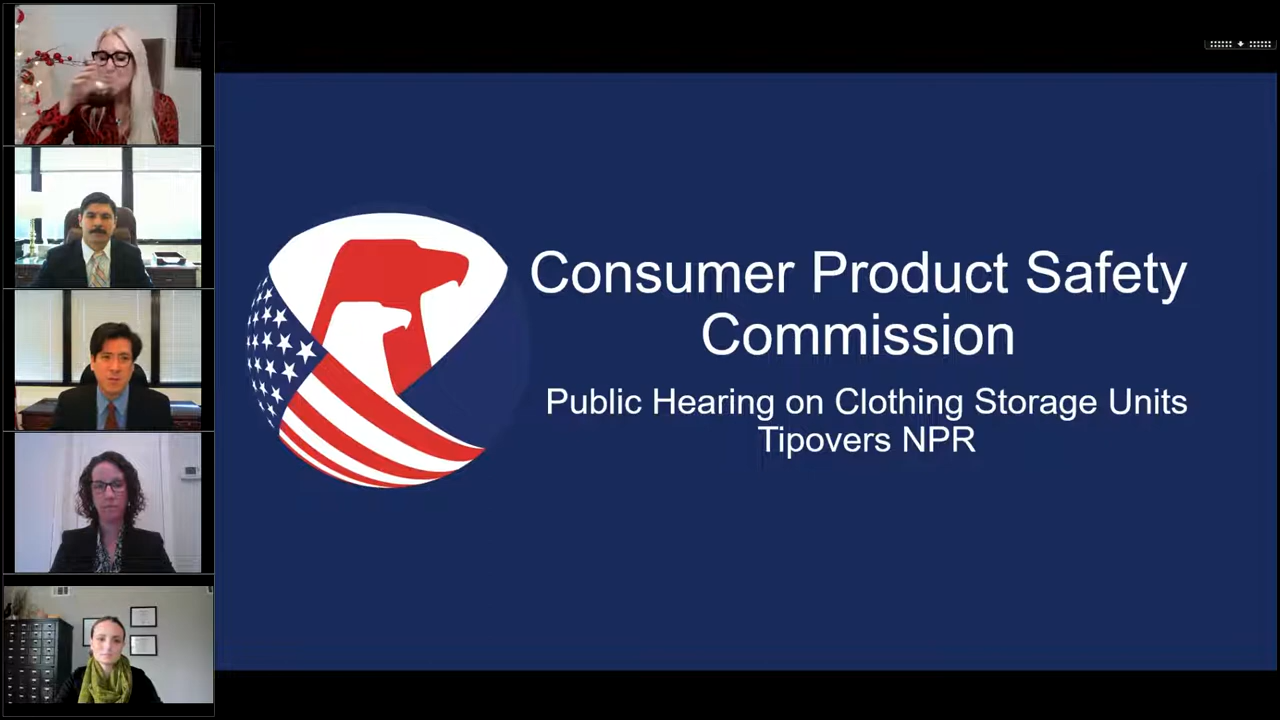 Consumer Product Safety
Commission
Public Hearing on Clothing Storage Units
Tipovers NPR